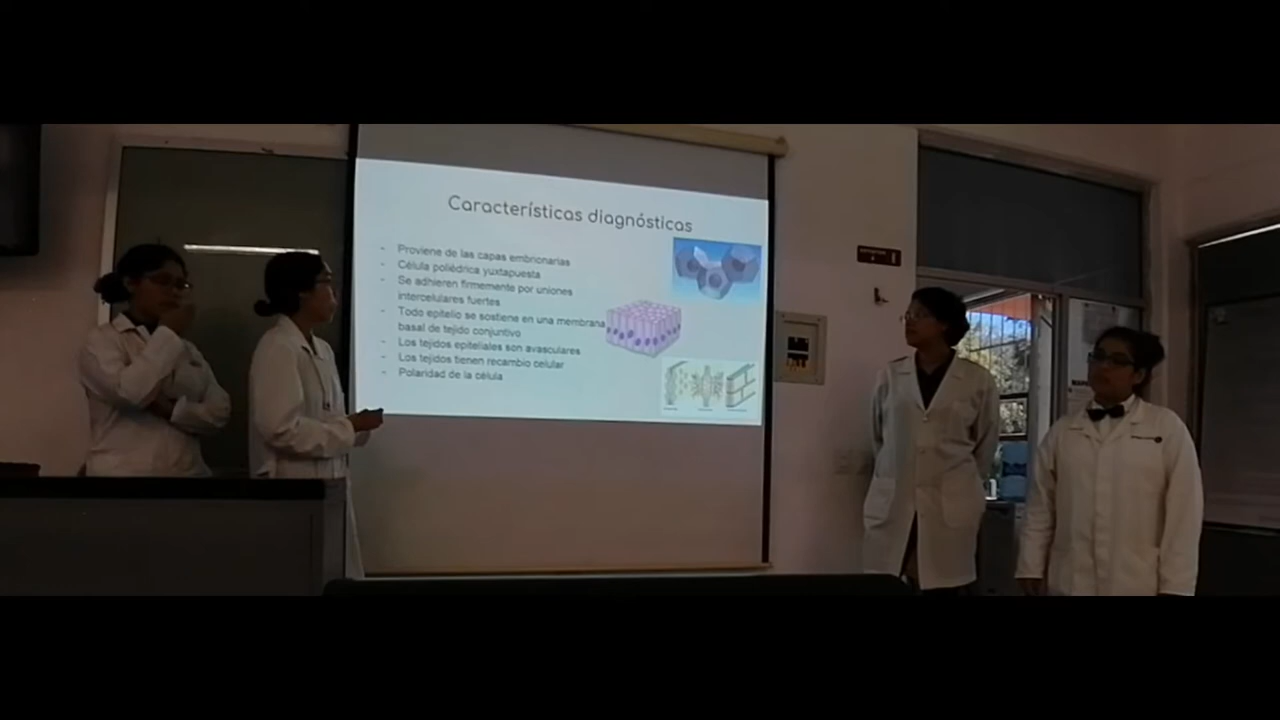 Características diagnósticas
- Proviene de las capas embrionarias
- Célula poliédrica yuxtapuesta
- Se adhieren firmemente por uniones
intercelulares fuertes
- Todo epitelio se sostiene en una membrana
basal de tejido conjuntivo
- Los tejidos epiteliales son avasculares
- Los tejidos tienen recambio celular
- Polaridad de la célula